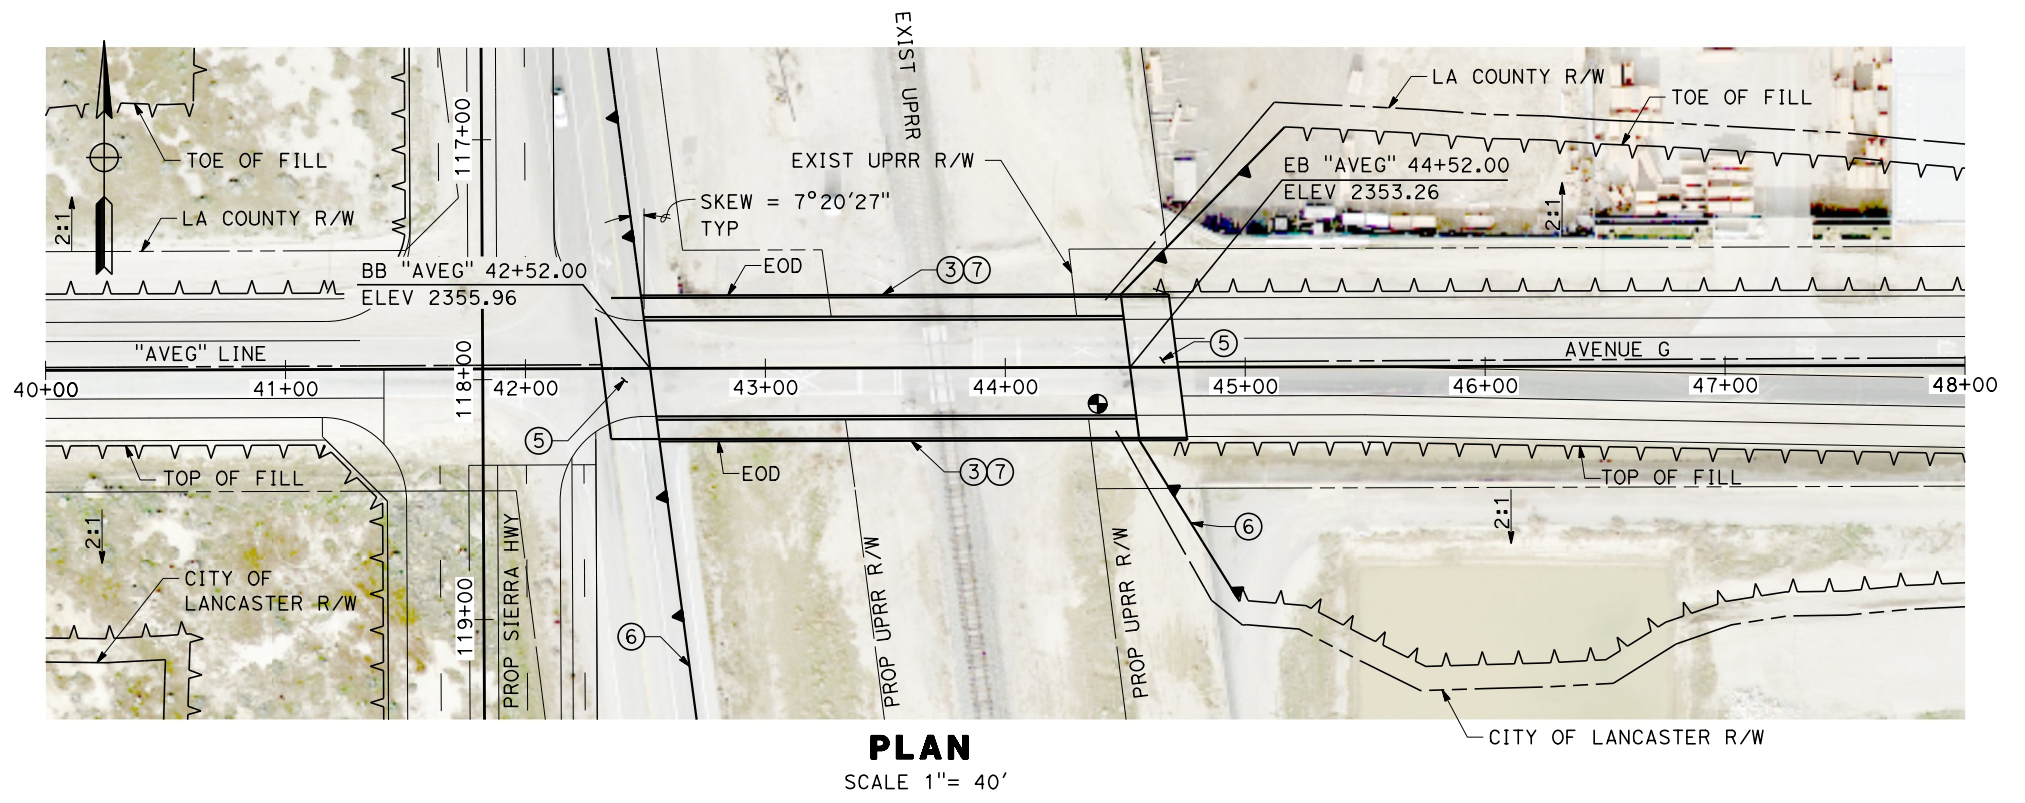 EXIST UPRR
LA COUNTY R/W
TOE OF FILL
117+00
TOE OF FILL
EXIST UPRR R/W
EB "AVEG" 44+52.00
ELEV 2353.26
SKEW = 7°20'27"
TYP
LA COUNTY R/W
2:1
2:1
BB "AVEG" 42+52.00
ELEV 2355.96
EOD
3 7
5
"AVEG" LINE
AVENUE G
118+00
40+00
41+00
42+00
43+00
44+00
45+00
46+00
47+00
48+00
5
TOP OF FILL
EOD
3 7
TOP OF FILL
2:1
2:1
6
PROP SIERRA HWY
PROP UPRR R/W
PROP UPRR R/W
CITY OF
LANCASTER R/W
119+00
6
CITY OF LANCASTER R/W
PLAN
SCALE 1"= 40'